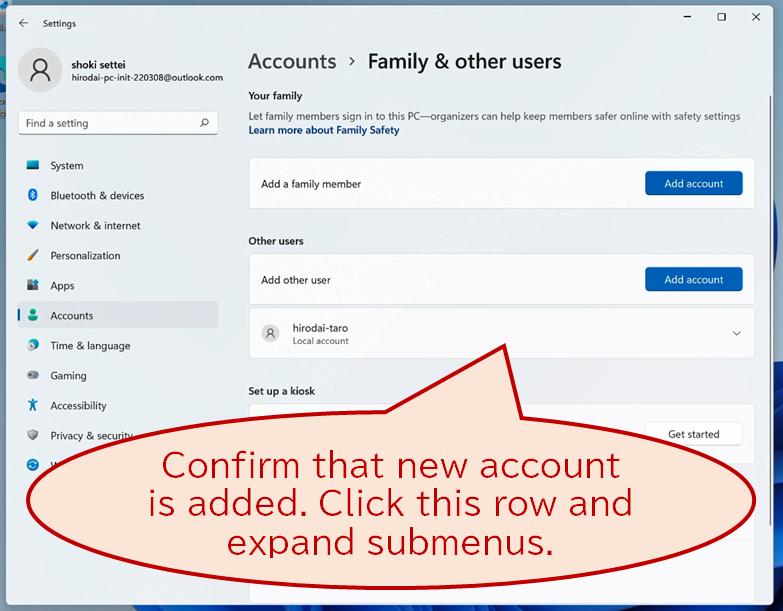 Settings
shoki settei
hirodai-pc-init-220308@outlook.com
Find a setting
System
Bluetooth & devices
Network & internet
Personalization
Apps
Accounts
Time & language
Gaming
Accessibility
Privacy & security
Accounts > Family & other users
Your family
Let family members sign in to this PC—organizers can help keep members safer online with safety settings
Learn more about Family Safety
Add a family member
Add account
Other users
Add other user
Add account
hirodai-taro
Local account
Set up a kiosk
Get started
Confirm that new account
is added. Click this row and
expand submenus.